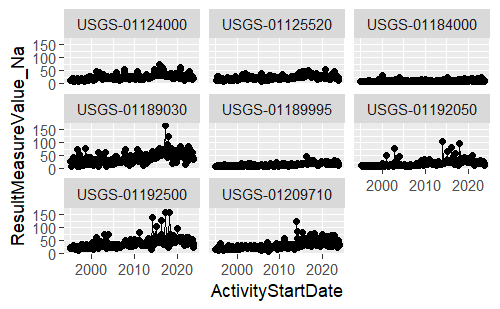 ResultMeasureValue_Na
USGS-01124000 USGS-01125520 USGS-01184000
150
100
50
0
USGS-01189030 USGS-01189995 USGS-01192050
150
100
50
0
2000 2010 2020
USGS-01192500 USGS-01209710
150
100
50
0
2000 2010 2020 2000 2010 2020
ActivityStartDate